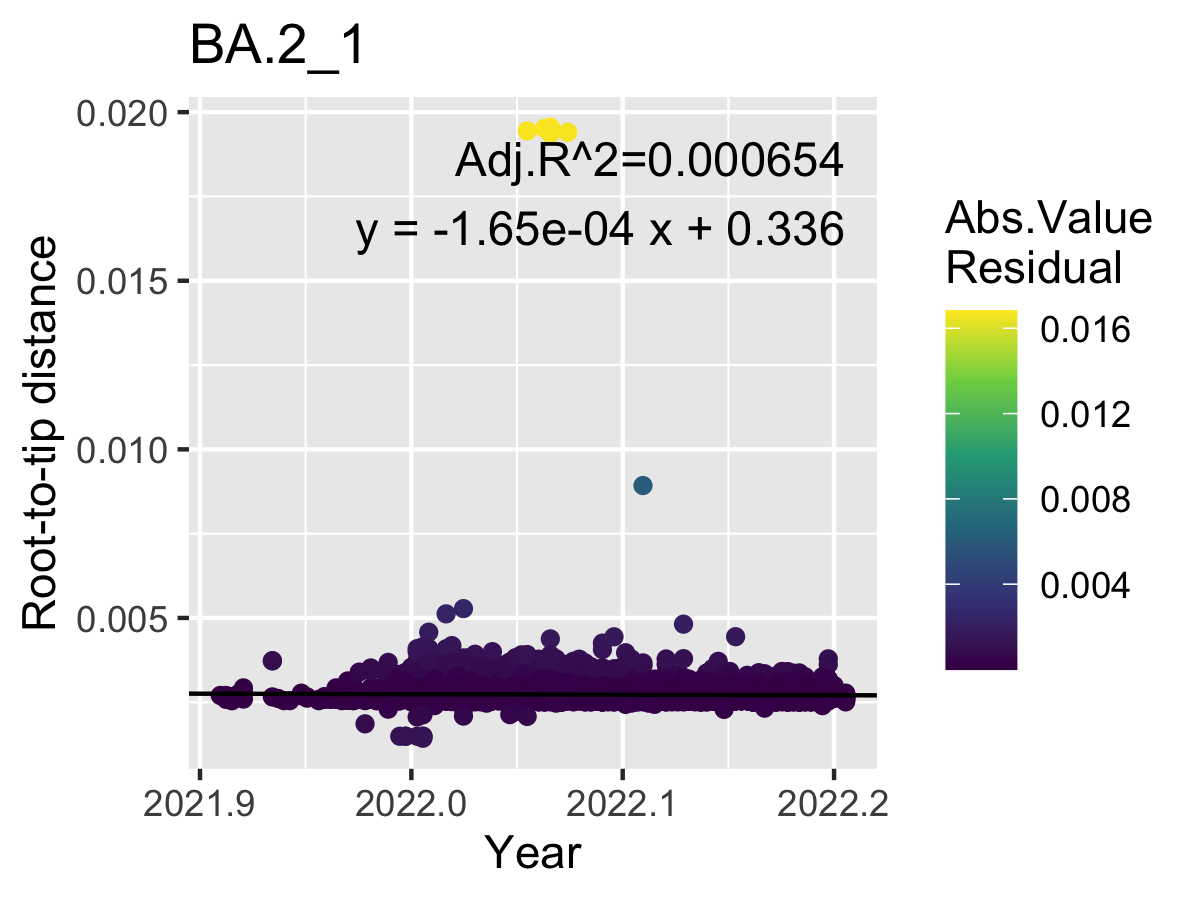 BA.2_1
0.020
0.015
0.010
0.005
Root-to-tip distance
Adj.R^2=0.000654
y = -1.65e-04 x + 0.336
2021.9
2022.0
2022.1
2022.2
Year
Abs.Value
Residual
0.016
0.012
0.008
0.004